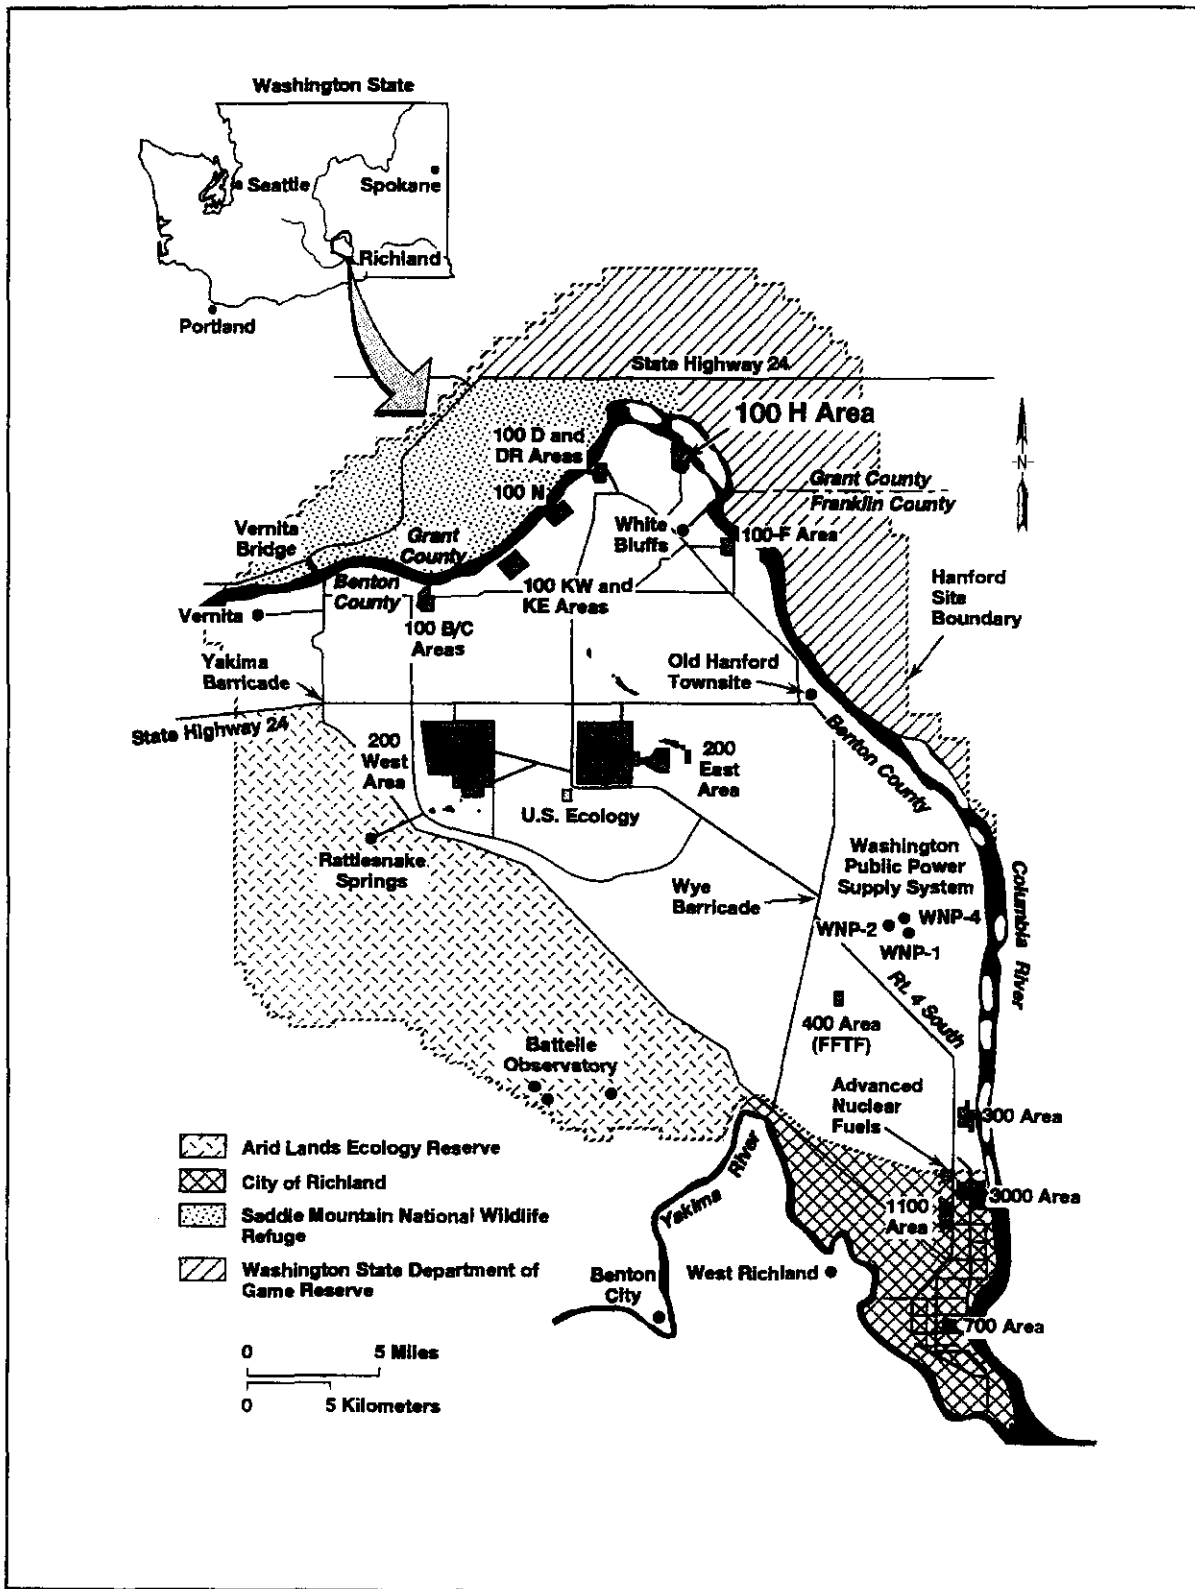 Washington State
Seattle
Spokane
Richland
Portland
State Highway 24
100 H Area
100 D and
DR Areas
100 N
Grant County
Franklin County
White
Bluffs
100-F Area
Vernita
Bridge
Grant
County
Benton
County
100 KW and
KE Areas
Hanford
Site
Boundary
Vernita
100 B/C
Areas
Yakima
Barricade
Old Hanford
Townsite
State Highway 24
200
West
Area
200
East
Area
Benton County
U.S. Ecology
Rattlesnake
Springs
Washington
Public Power
Supply System
Wye
Barricade
WNP-4
WNP-2
WNP-1
Columbia River
Rt. 4 South
400 Area
(FFTF)
Battelle
Observatory
Advanced
Nuclear
Fuels
300 Area
Arid Lands Ecology Reserve
City of Richland
Saddle Mountain National Wildlife
Refuge
Washington State Department of
Game Reserve
Yakima River
3000 Area
1100
Area
Benton
City
West Richland
700 Area
0 5 Miles
0 5 Kilometers
N